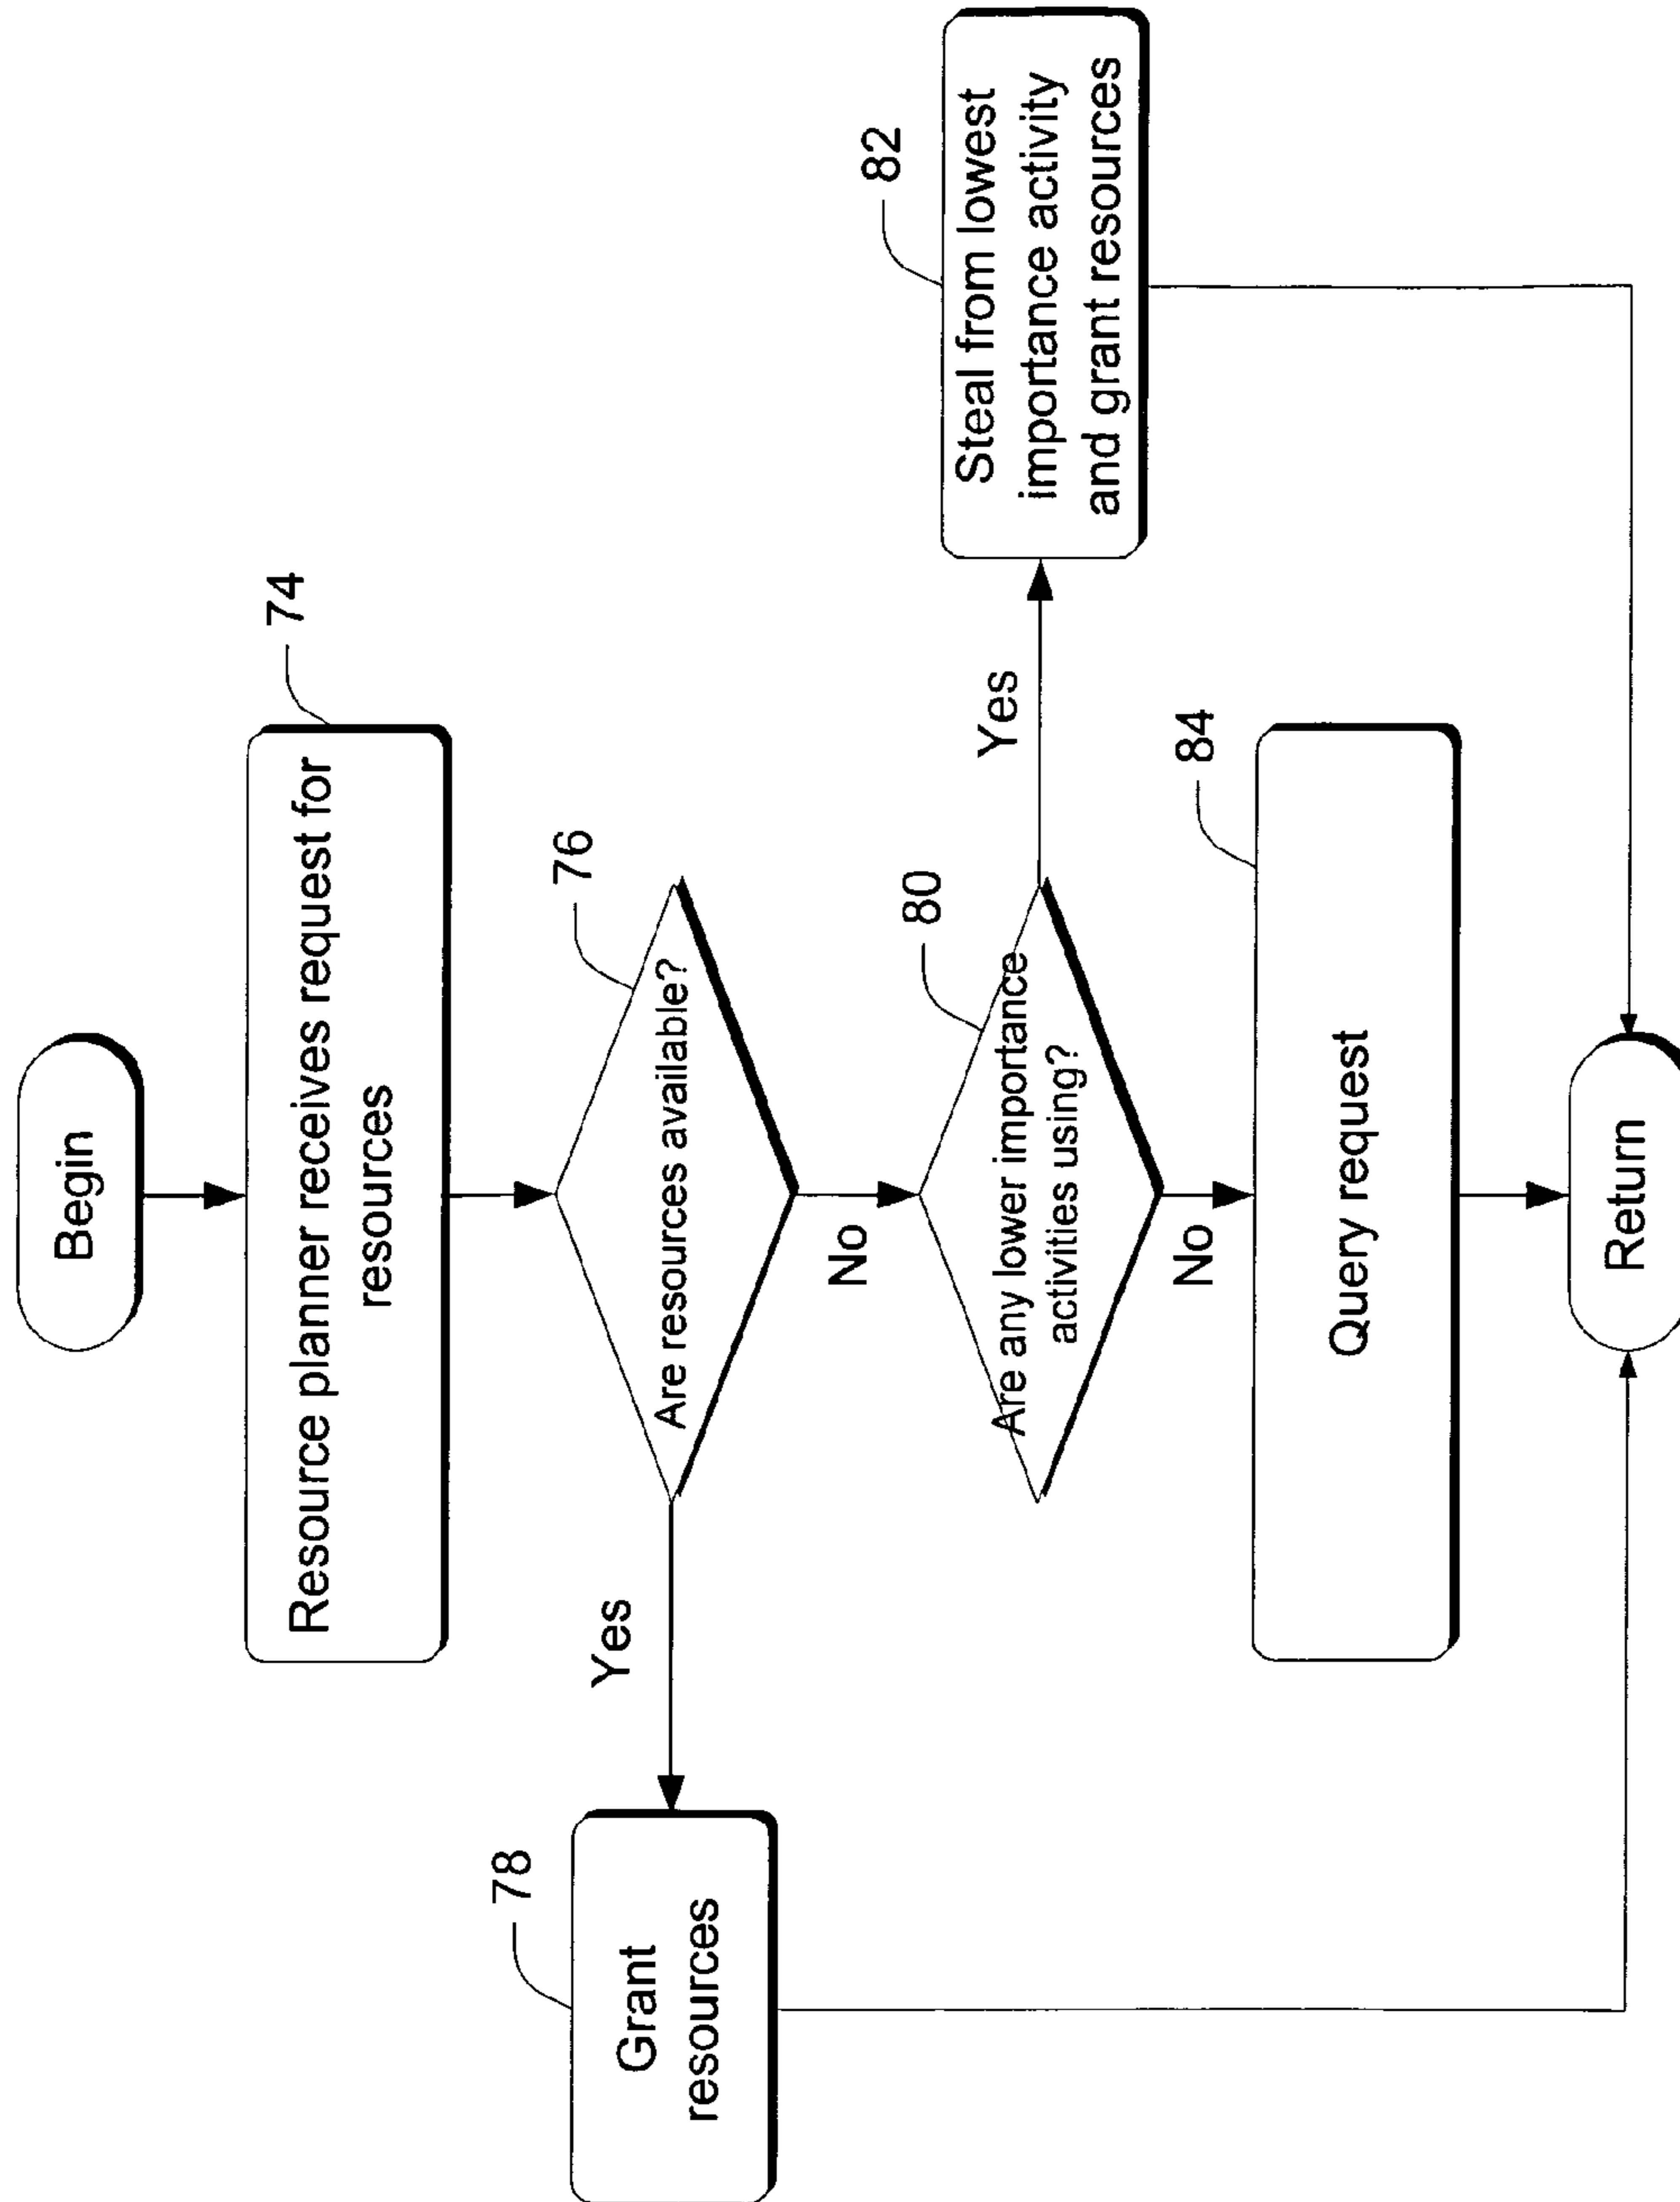 Begin
74
Resource planner receives request for
resources
76
Are resources available?
Yes
No
78
Grant
resources
80
Are any lower importance
activities using?
Yes
No
82
Steal from lowest
importance activity
and grant resources
84
Query request
Return